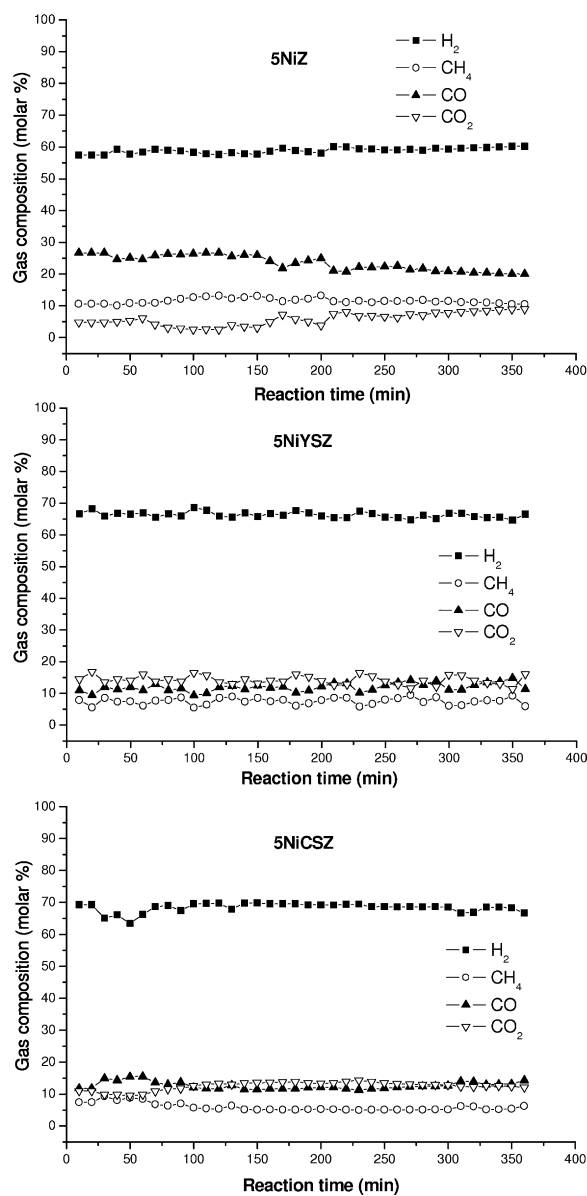 5NiZ
H2
CH4
CO
CO2
Gas composition (molar %)
100
90
80
70
60
50
40
30
20
10
0
0 50 100 150 200 250 300 350 400
Reaction time (min)
5NiYSZ
Gas composition (molar %)
100
90
80
70
60
50
40
30
20
10
0
H2
CH4
CO
CO2
0 50 100 150 200 250 300 350 400
Reaction time (min)
5NiCSZ
Gas composition (molar %)
100
90
80
70
60
50
40
30
20
10
0
H2
CH4
CO
CO2
0 50 100 150 200 250 300 350 400
Reaction time (min)